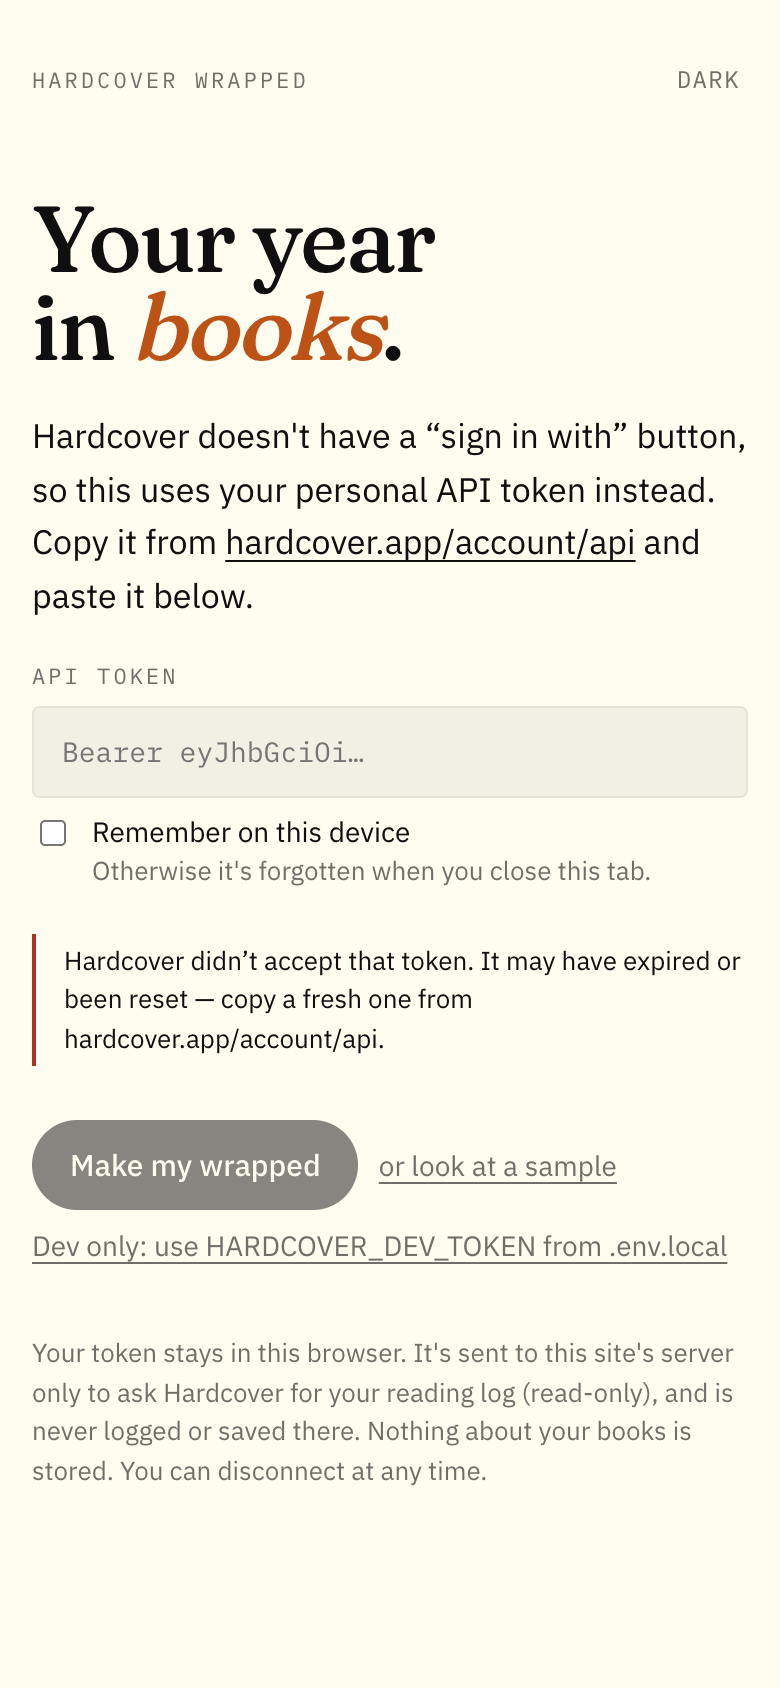 HARDCOVER WRAPPED
DARK
Your year
in books.
Hardcover doesn't have a “sign in with” button,
so this uses your personal API token instead.
Copy it from hardcover.app/account/api and
paste it below.
API TOKEN
Bearer eyJhbGciOi…
Remember on this device
Otherwise it's forgotten when you close this tab.
Hardcover didn’t accept that token. It may have expired or
been reset — copy a fresh one from
hardcover.app/account/api.
Make my wrapped
or look at a sample
Dev only: use HARDCOVER_DEV_TOKEN from .env.local
Your token stays in this browser. It's sent to this site's server
only to ask Hardcover for your reading log (read-only), and is
never logged or saved there. Nothing about your books is
stored. You can disconnect at any time.